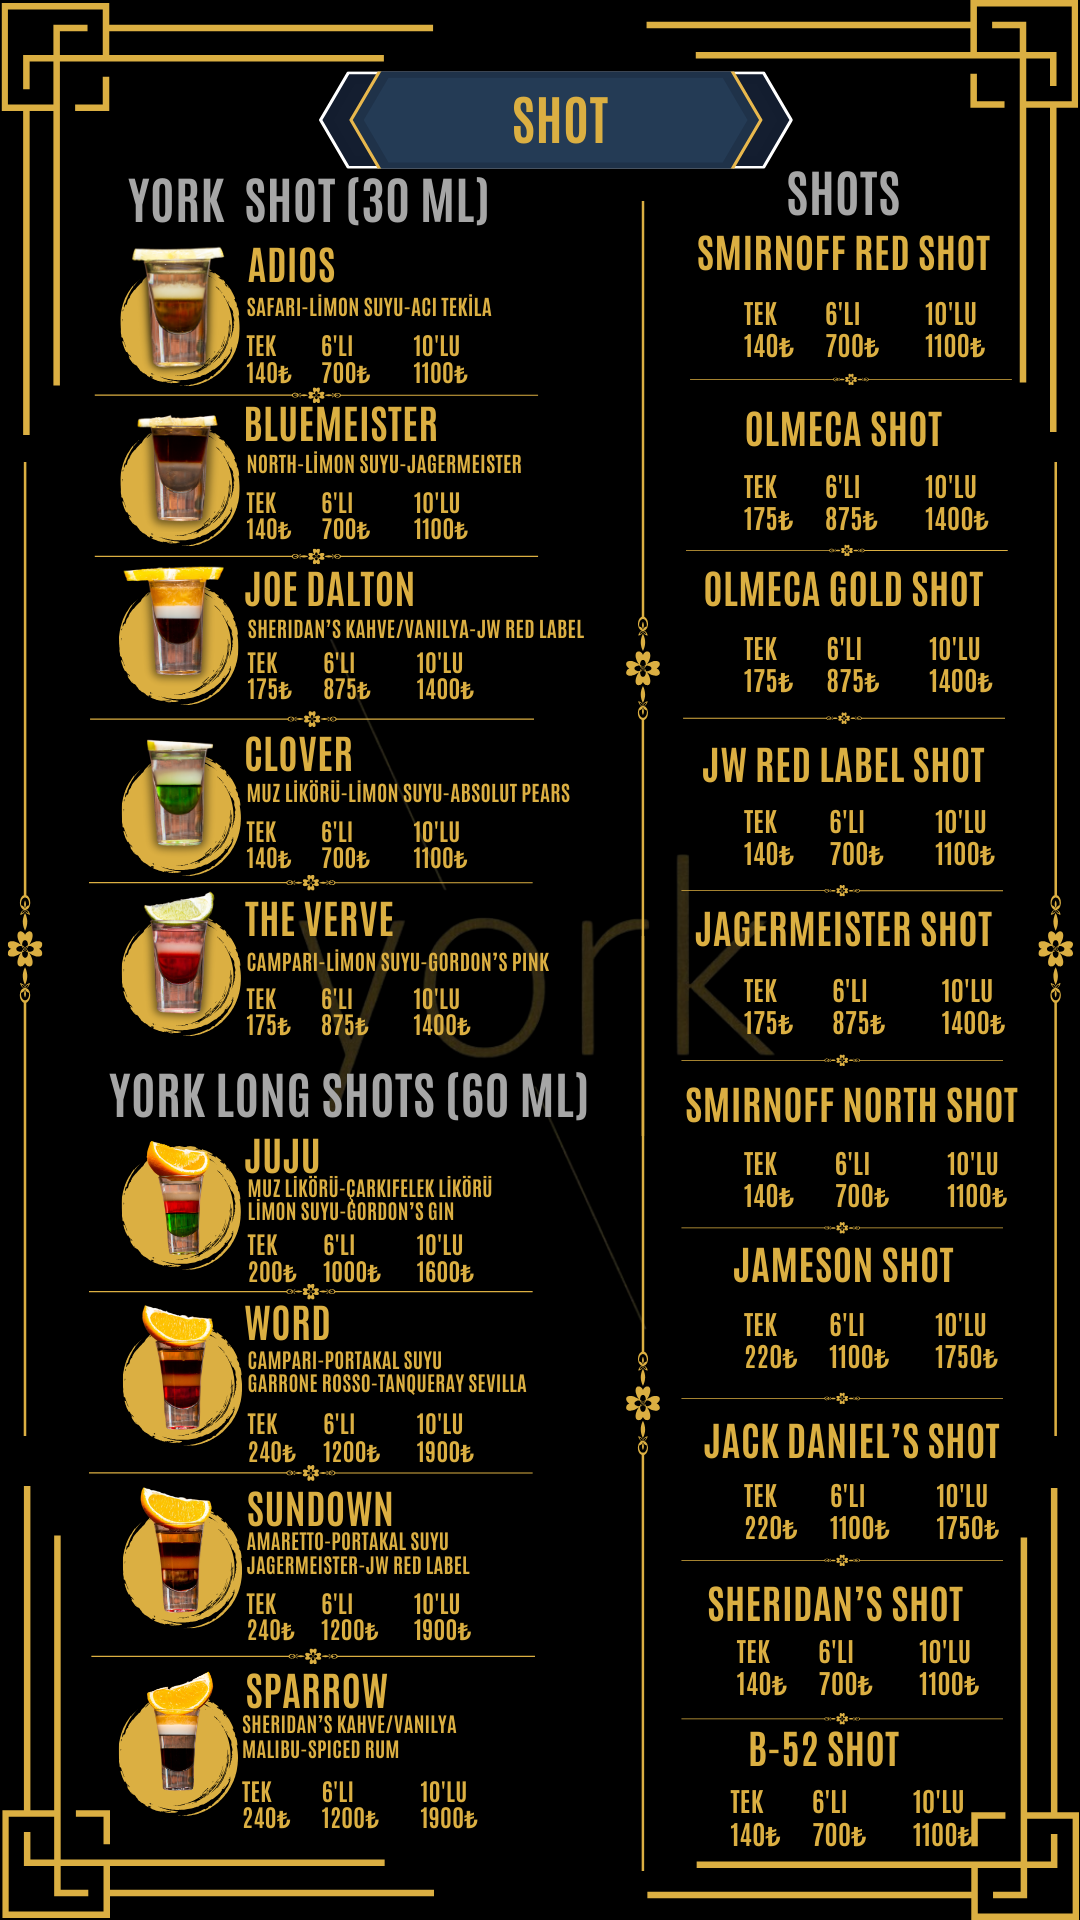 SHOT
YORK SHOT (30 ML)
ADIOS
SAFARI-LİMON SUYU-ACI TEKİLA
TEK 6'LI 10'LU
140₺ 700₺ 1100₺
BLUEMEISTER
NORTH-LİMON SUYU-JAGERMEISTER
TEK 6'LI 10'LU
140₺ 700₺ 1100₺
JOE DALTON
SHERIDAN'S KAHVE/VANILYA-JW RED LABEL
TEK 6'LI 10'LU
175₺ 875₺ 1400₺
CLOVER
MUZ LİKÖRÜ-LİMON SUYU-ABSOLUT PEARS
TEK 6'LI 10'LU
140₺ 700₺ 1100₺
THE VERVE
CAMPARI-LİMON SUYU-GORDON'S PINK
TEK 6'LI 10'LU
175₺ 875₺ 1400₺
YORK LONG SHOTS (60 ML)
JUJU
MUZ LİKÖRÜ-ÇARKIFELEK LİKÖRÜ
LİMON SUYU-GORDON'S GIN
TEK 6'LI 10'LU
200₺ 1000₺ 1600₺
WORD
CAMPARI-PORTAKAL SUYU
GARRONE ROSSO-TANQUERAY SEVILLA
TEK 6'LI 10'LU
240₺ 1200₺ 1900₺
SUNDOWN
AMARETTO-PORTAKAL SUYU
JAGERMEISTER-JW RED LABEL
TEK 6'LI 10'LU
240₺ 1200₺ 1900₺
SPARROW
SHERIDAN'S KAHVE/VANILYA
MALIBU-SPICED RUM
TEK 6'LI 10'LU
240₺ 1200₺ 1900₺
SHOTS
SMIRNOFF RED SHOT
TEK 6'LI 10'LU
140₺ 700₺ 1100₺
OLMECA SHOT
TEK 6'LI 10'LU
175₺ 875₺ 1400₺
OLMECA GOLD SHOT
TEK 6'LI 10'LU
175₺ 875₺ 1400₺
JW RED LABEL SHOT
TEK 6'LI 10'LU
140₺ 700₺ 1100₺
JAGERMEISTER SHOT
TEK 6'LI 10'LU
175₺ 875₺ 1400₺
SMIRNOFF NORTH SHOT
TEK 6'LI 10'LU
140₺ 700₺ 1100₺
JAMESON SHOT
TEK 6'LI 10'LU
220₺ 1100₺ 1750₺
JACK DANIEL'S SHOT
TEK 6'LI 10'LU
220₺ 1100₺ 1750₺
SHERIDAN'S SHOT
TEK 6'LI 10'LU
140₺ 700₺ 1100₺
B-52 SHOT
TEK 6'LI 10'LU
140₺ 700₺ 1100₺
york